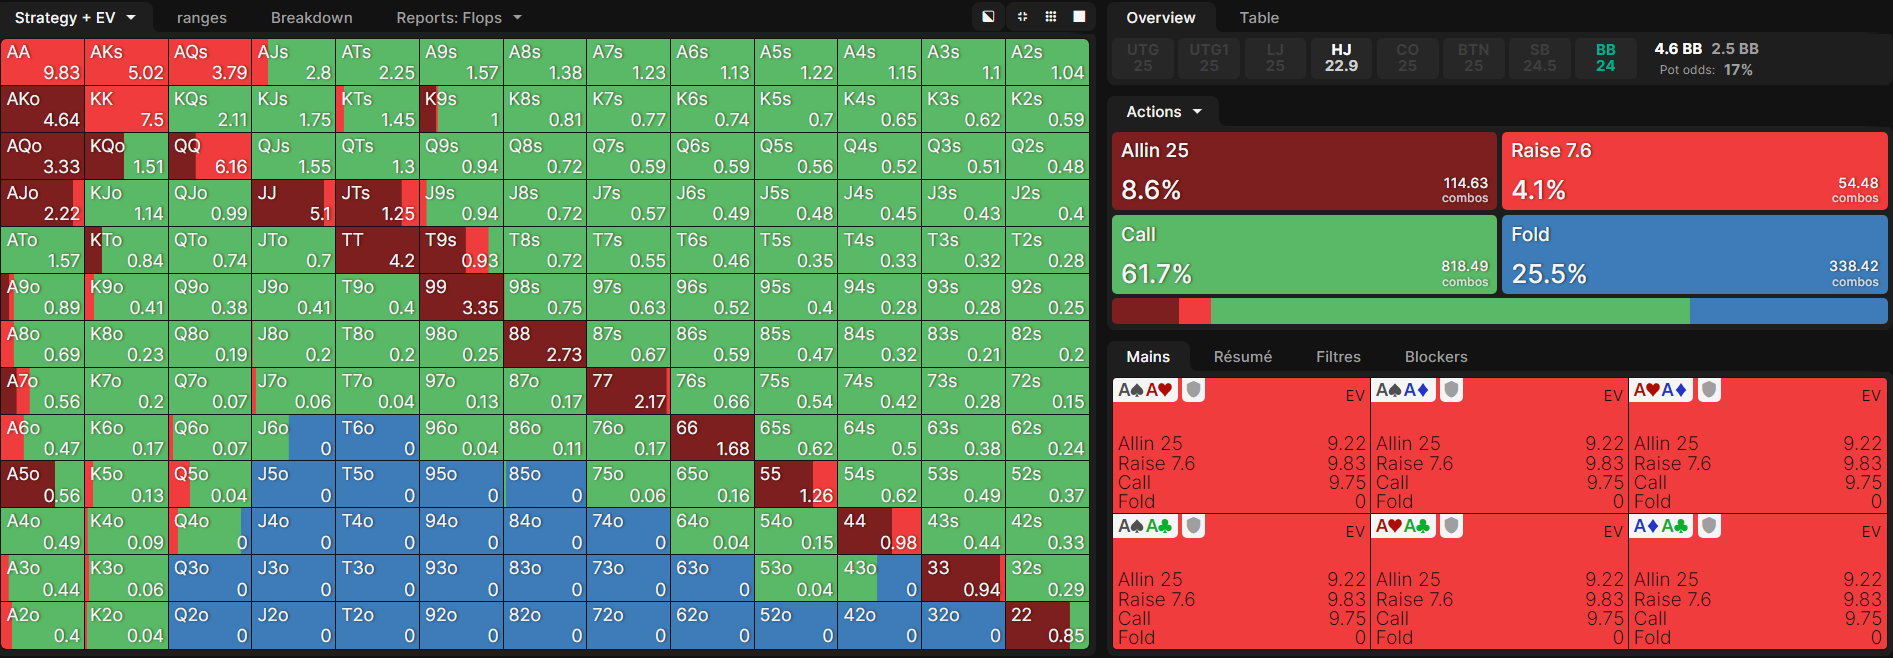 Strategy + EV ranges Breakdown Reports: Flops
AA AKs AQs AJs ATs A9s A8s A7s A6s A5s A4s A3s A2s
9.83 5.02 3.79 2.8 2.25 1.57 1.38 1.23 1.13 1.22 1.15 1.1 1.04
AKo KK KQs KJs KTs K9s K8s K7s K6s K5s K4s K3s K2s
4.64 7.5 2.11 1.75 1.45 1 0.81 0.77 0.74 0.7 0.65 0.62 0.59
AQo KQo QQ QJs QTs Q9s Q8s Q7s Q6s Q5s Q4s Q3s Q2s
3.33 1.51 6.16 1.55 1.3 0.94 0.72 0.59 0.59 0.56 0.52 0.51 0.48
AJo KJo QJo JJ JTs J9s J8s J7s J6s J5s J4s J3s J2s
2.22 1.14 0.99 5.1 1.25 0.94 0.72 0.57 0.49 0.48 0.45 0.43 0.4
ATo KTo QTo JTo TT T9s T8s T7s T6s T5s T4s T3s T2s
1.57 0.84 0.74 0.7 4.2 0.93 0.72 0.55 0.46 0.35 0.33 0.32 0.28
A9o K9o Q9o J9o T9o 99 98s 97s 96s 95s 94s 93s 92s
0.89 0.41 0.38 0.41 0.4 3.35 0.75 0.63 0.52 0.4 0.28 0.28 0.25
A8o K8o Q8o J8o T8o 98o 88 87s 86s 85s 84s 83s 82s
0.69 0.23 0.19 0.2 0.2 0.25 2.73 0.67 0.59 0.47 0.32 0.21 0.2
A7o K7o Q7o J7o T7o 97o 87o 77 76s 75s 74s 73s 72s
0.56 0.2 0.07 0.06 0.04 0.13 0.17 2.17 0.66 0.54 0.42 0.28 0.15
A6o K6o Q6o J6o T6o 96o 86o 76o 66 65s 64s 63s 62s
0.47 0.17 0.07 0 0 0.04 0.11 0.17 1.68 0.62 0.5 0.38 0.24
A5o K5o Q5o J5o T5o 95o 85o 75o 65o 55 54s 53s 52s
0.56 0.13 0.04 0 0 0 0 0.06 0.16 1.26 0.62 0.49 0.37
A4o K4o Q4o J4o T4o 94o 84o 74o 64o 54o 44 43s 42s
0.49 0.09 0 0 0 0 0 0 0.04 0.15 0.98 0.44 0.33
A3o K3o Q3o J3o T3o 93o 83o 73o 63o 53o 43o 33 32s
0.44 0.06 0 0 0 0 0 0 0 0.04 0 0.94 0.29
A2o K2o Q2o J2o T2o 92o 82o 72o 62o 52o 42o 32o 22
0.4 0.04 0 0 0 0 0 0 0 0 0 0 0.85
Overview Table
UTG UTG1 LJ HJ CO BTN SB BB
25 25 25 22.9 25 25 24.5 24
4.6 BB 2.5 BB
Pot odds: 17%
Actions
Allin 25
8.6% 114.63 combos
Raise 7.6
4.1% 54.48 combos
Call
61.7% 818.49 combos
Fold
25.5% 338.42 combos
Mains Résumé Filtres Blockers
A♠A♥ EV
Allin 25 9.22
Raise 7.6 9.83
Call 9.75
Fold 0
A♠A♦ EV
Allin 25 9.22
Raise 7.6 9.83
Call 9.75
Fold 0
A♥A♦ EV
Allin 25 9.22
Raise 7.6 9.83
Call 9.75
Fold 0
A♠A♣ EV
Allin 25 9.22
Raise 7.6 9.83
Call 9.75
Fold 0
A♥A♣ EV
Allin 25 9.22
Raise 7.6 9.83
Call 9.75
Fold 0
A♦A♣ EV
Allin 25 9.22
Raise 7.6 9.83
Call 9.75
Fold 0